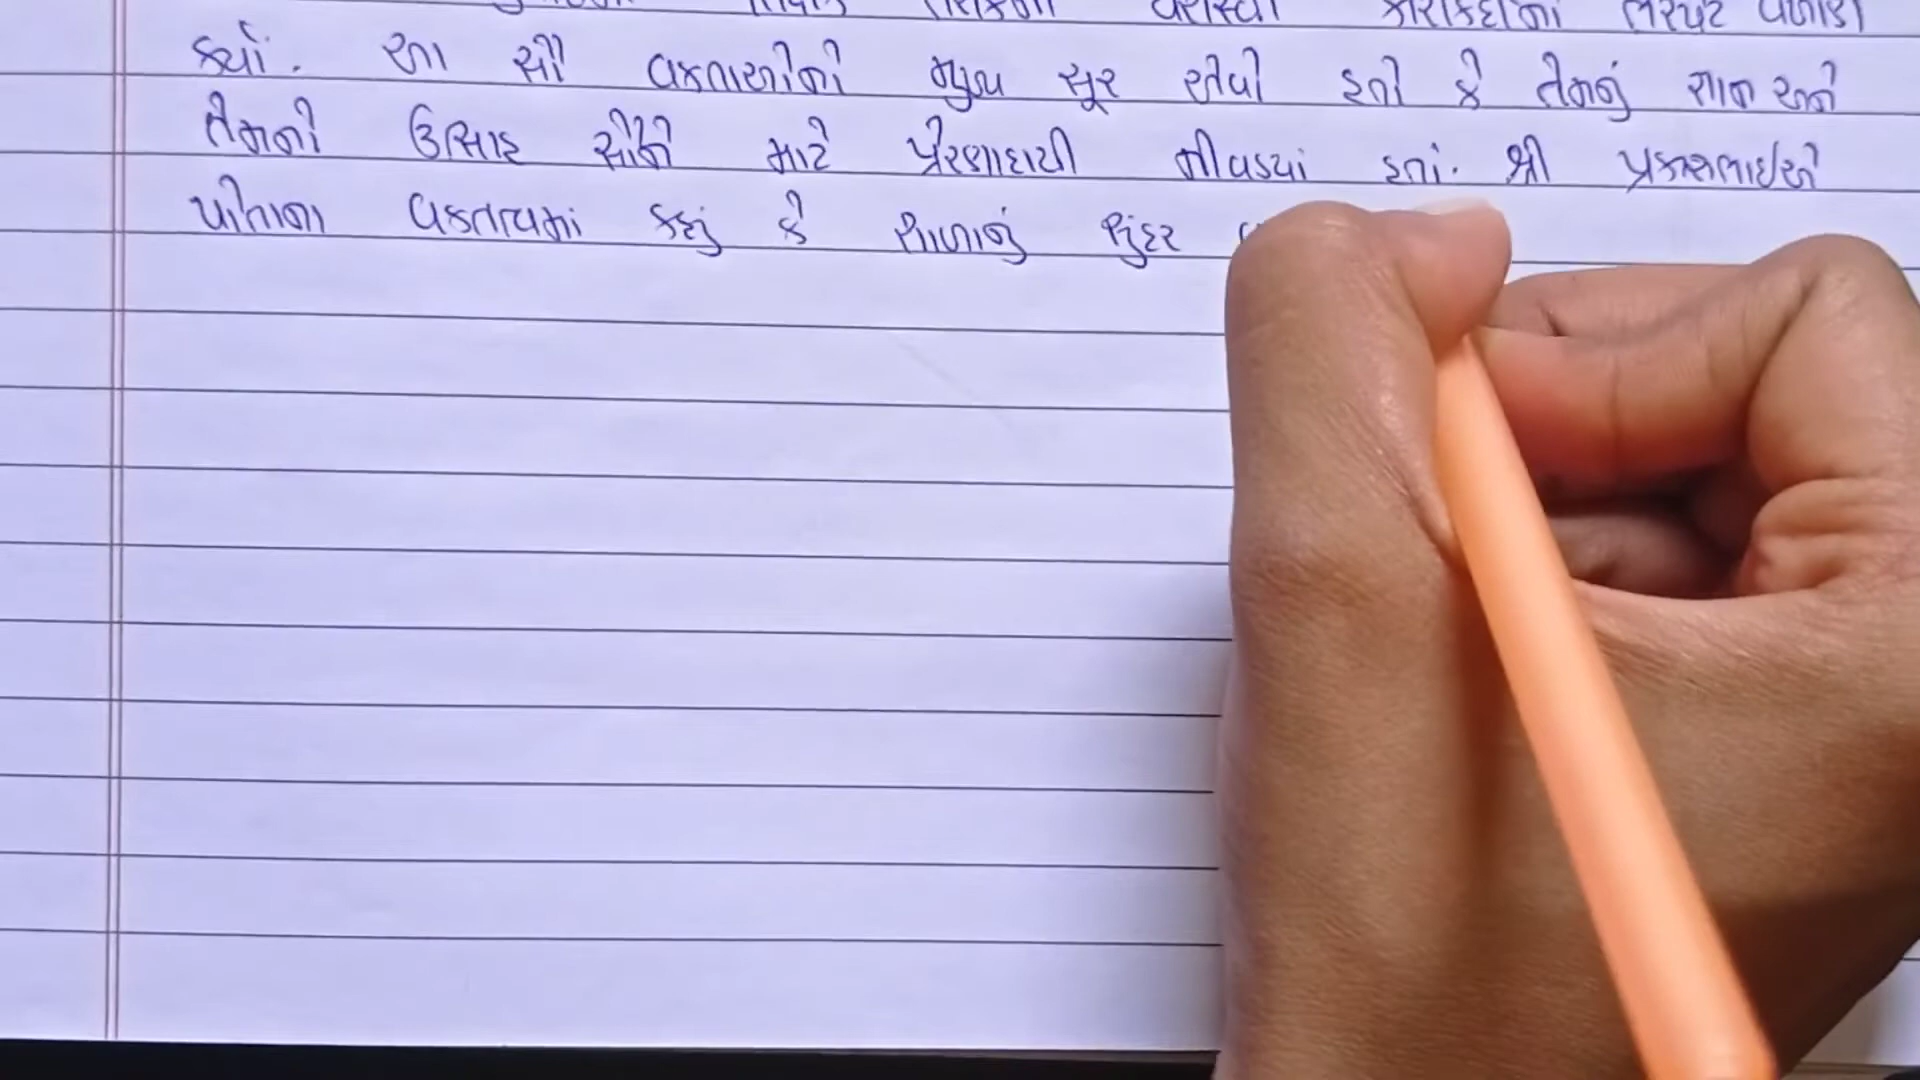 કર્યો. આ સૌ વક્તાઓનો મુખ્ય સૂર એવો હતો કે તેમનું જ્ઞાન અને
તેમનો ઉત્સાહ સૌને માટે પ્રેરણાદાયી નીવડ્યાં હતાં. શ્રી પ્રકાશભાઈએ
પોતાના વક્તવ્યમાં કહ્યું કે શાળાનું સુંદર